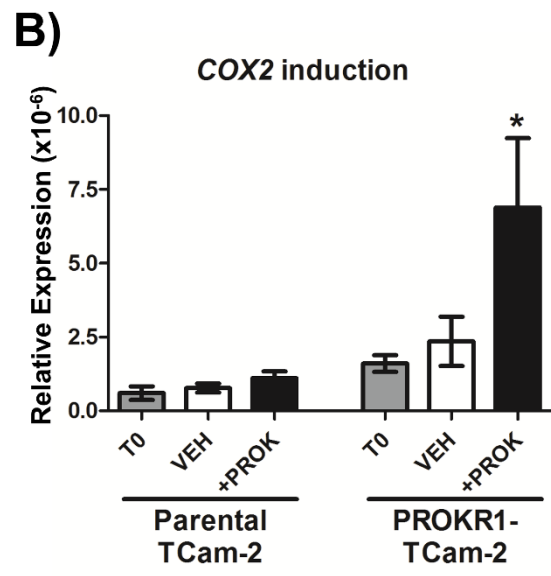 B)
COX2 induction
Relative Expression (x10-6)
10.0
7.5
5.0
2.5
0.0
*
T0 VEH +PROK T0 VEH +PROK
Parental PROKR1-
TCam-2 TCam-2